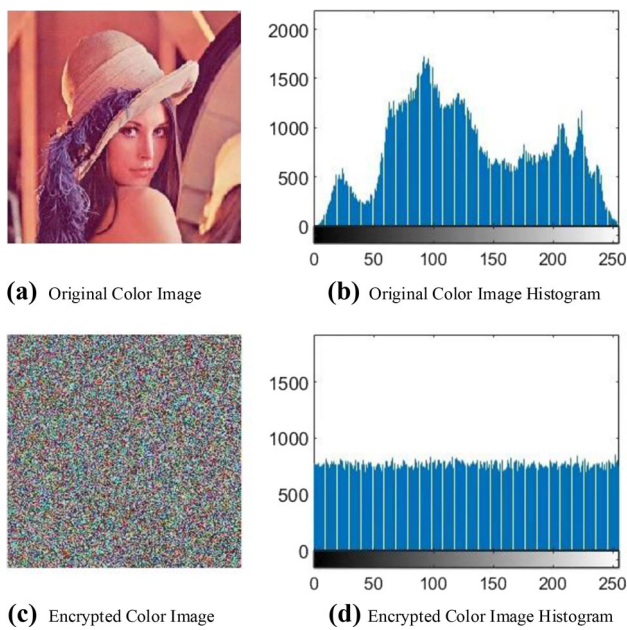 2000
1500
1000
500
0
0 50 100 150 200 250
(a) Original Color Image
(b) Original Color Image Histogram
1500
1000
500
0
0 50 100 150 200 250
(c) Encrypted Color Image
(d) Encrypted Color Image Histogram